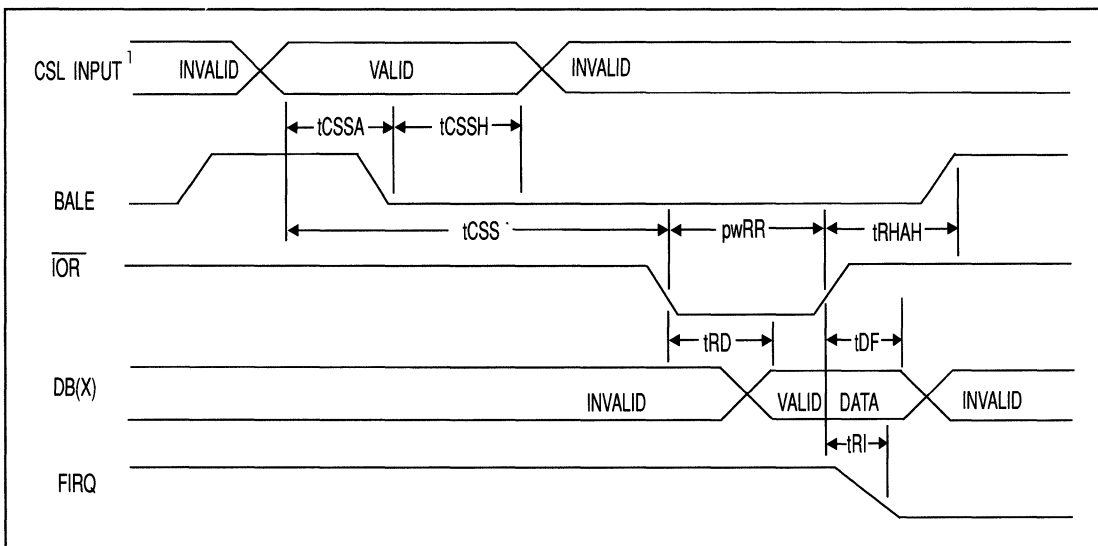 CSL INPUT 1 INVALID VALID INVALID
tCSSA tCSSH
BALE
tCSS pwRR tRHAH
IOR
tRD tDF
DB(X) INVALID VALID DATA INVALID
tRI
FIRQ